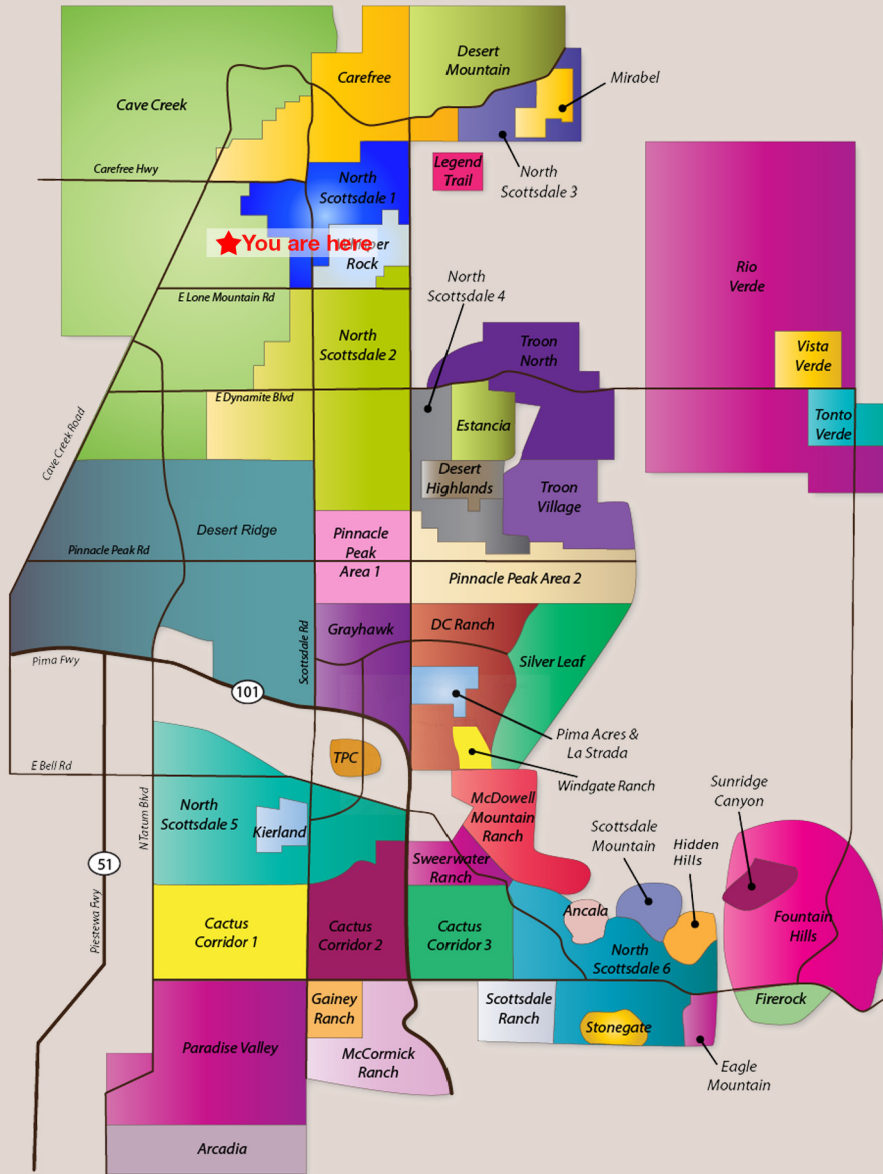 Desert
Mountain
Carefree
Mirabel
Cave Creek
Legend
Trail
North
Scottsdale 3
Carefree Hwy
North
Scottsdale 1
You are here
Rock
Rio
Verde
North
Scottsdale 4
E Lone Mountain Rd
North
Scottsdale 2
Troon
North
Vista
Verde
E Dynamite Blvd
Estancia
Tonto
Verde
Cave Creek Road
Desert
Highlands
Troon
Village
Desert Ridge
Pinnacle
Peak
Area 1
Pinnacle Peak Rd
Pinnacle Peak Area 2
Scottsdale Rd
Grayhawk
DC Ranch
Silver Leaf
Pima Fwy
101
Pima Acres &
La Strada
TPC
E Bell Rd
Windgate Ranch
N Tatum Blvd
North
Scottsdale 5
Kierland
McDowell
Mountain
Ranch
Sunridge
Canyon
Scottsdale
Mountain
Hidden
Hills
51
Sweerwater
Ranch
Piestewa Fwy
Cactus
Corridor 1
Cactus
Corridor 2
Cactus
Corridor 3
Ancala
North
Scottsdale 6
Fountain
Hills
Gainey
Ranch
Scottsdale
Ranch
Stonegate
Firerock
Paradise Valley
McCormick
Ranch
Eagle
Mountain
Arcadia